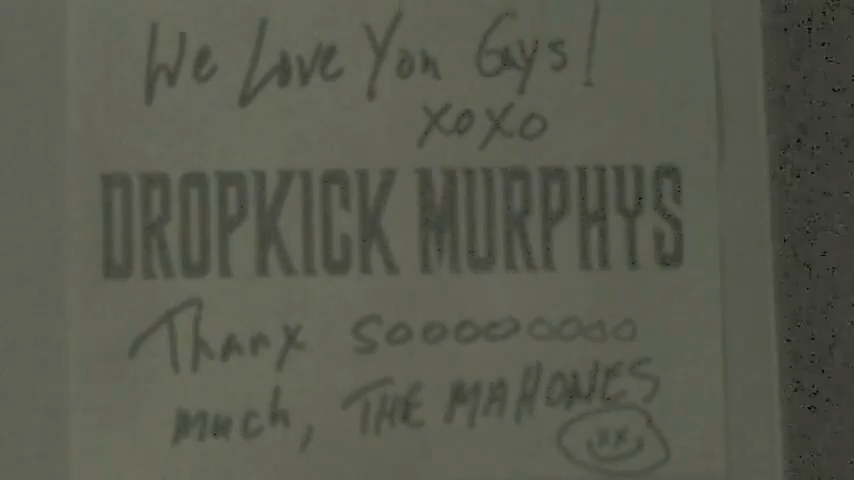 We Love You Guys!
xoxo
DROPKICK MURPHYS
Thanx sooooooooo
much, THE MAHONES